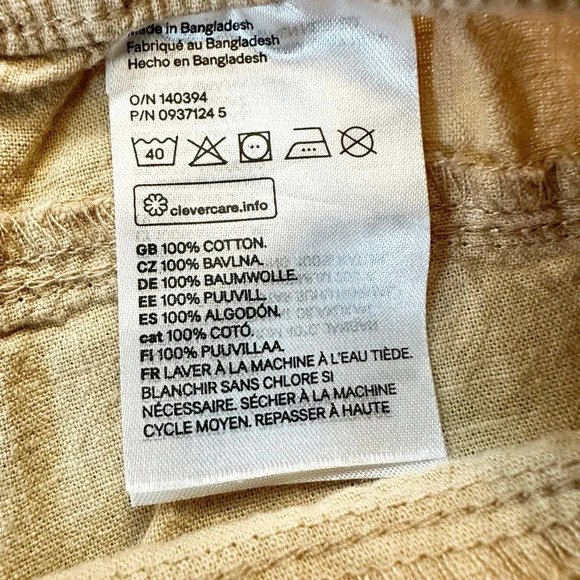 Made in Bangladesh
Fabriqué au Bangladesh
Hecho en Bangladesh
O/N 140394
P/N 0937124 5
40
clevercare.info
GB 100% COTTON.
CZ 100% BAVLNA.
DE 100% BAUMWOLLE.
EE 100% PUUVILL.
ES 100% ALGODÓN.
cat 100% COTÓ.
FI 100% PUUVILLAA.
FR LAVER À LA MACHINE À L'EAU TIÈDE.
BLANCHIR SANS CHLORE SI
NÉCESSAIRE. SÉCHER À LA MACHINE
CYCLE MOYEN. REPASSER À HAUTE